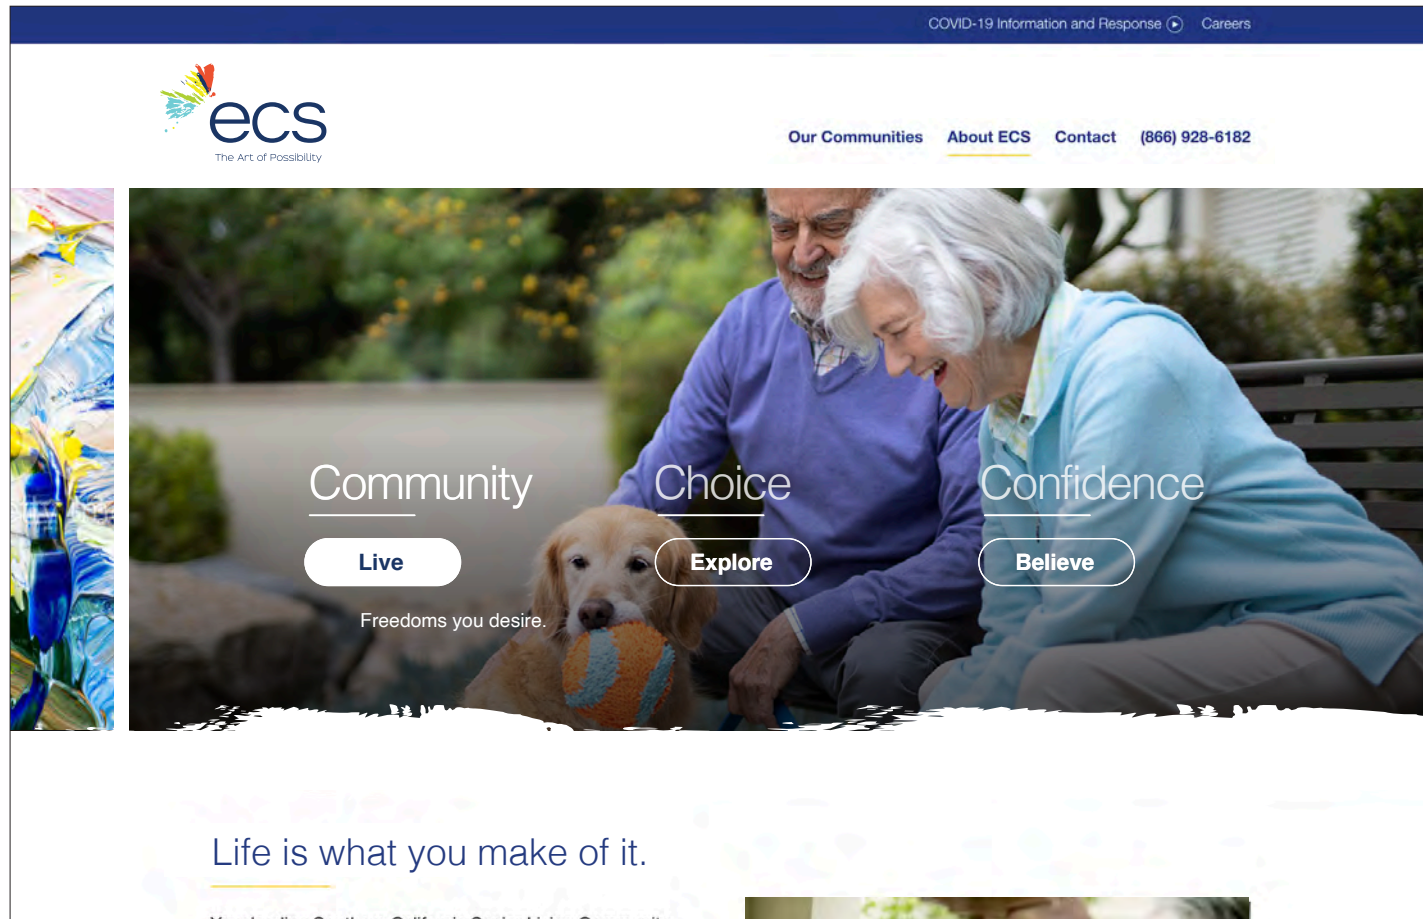 COVID-19 Information and Response Careers
ecs
The Art of Possibility
Our Communities About ECS Contact (866) 928-6182
Community Choice Confidence
Live Explore Believe
Freedoms you desire.
Life is what you make of it.